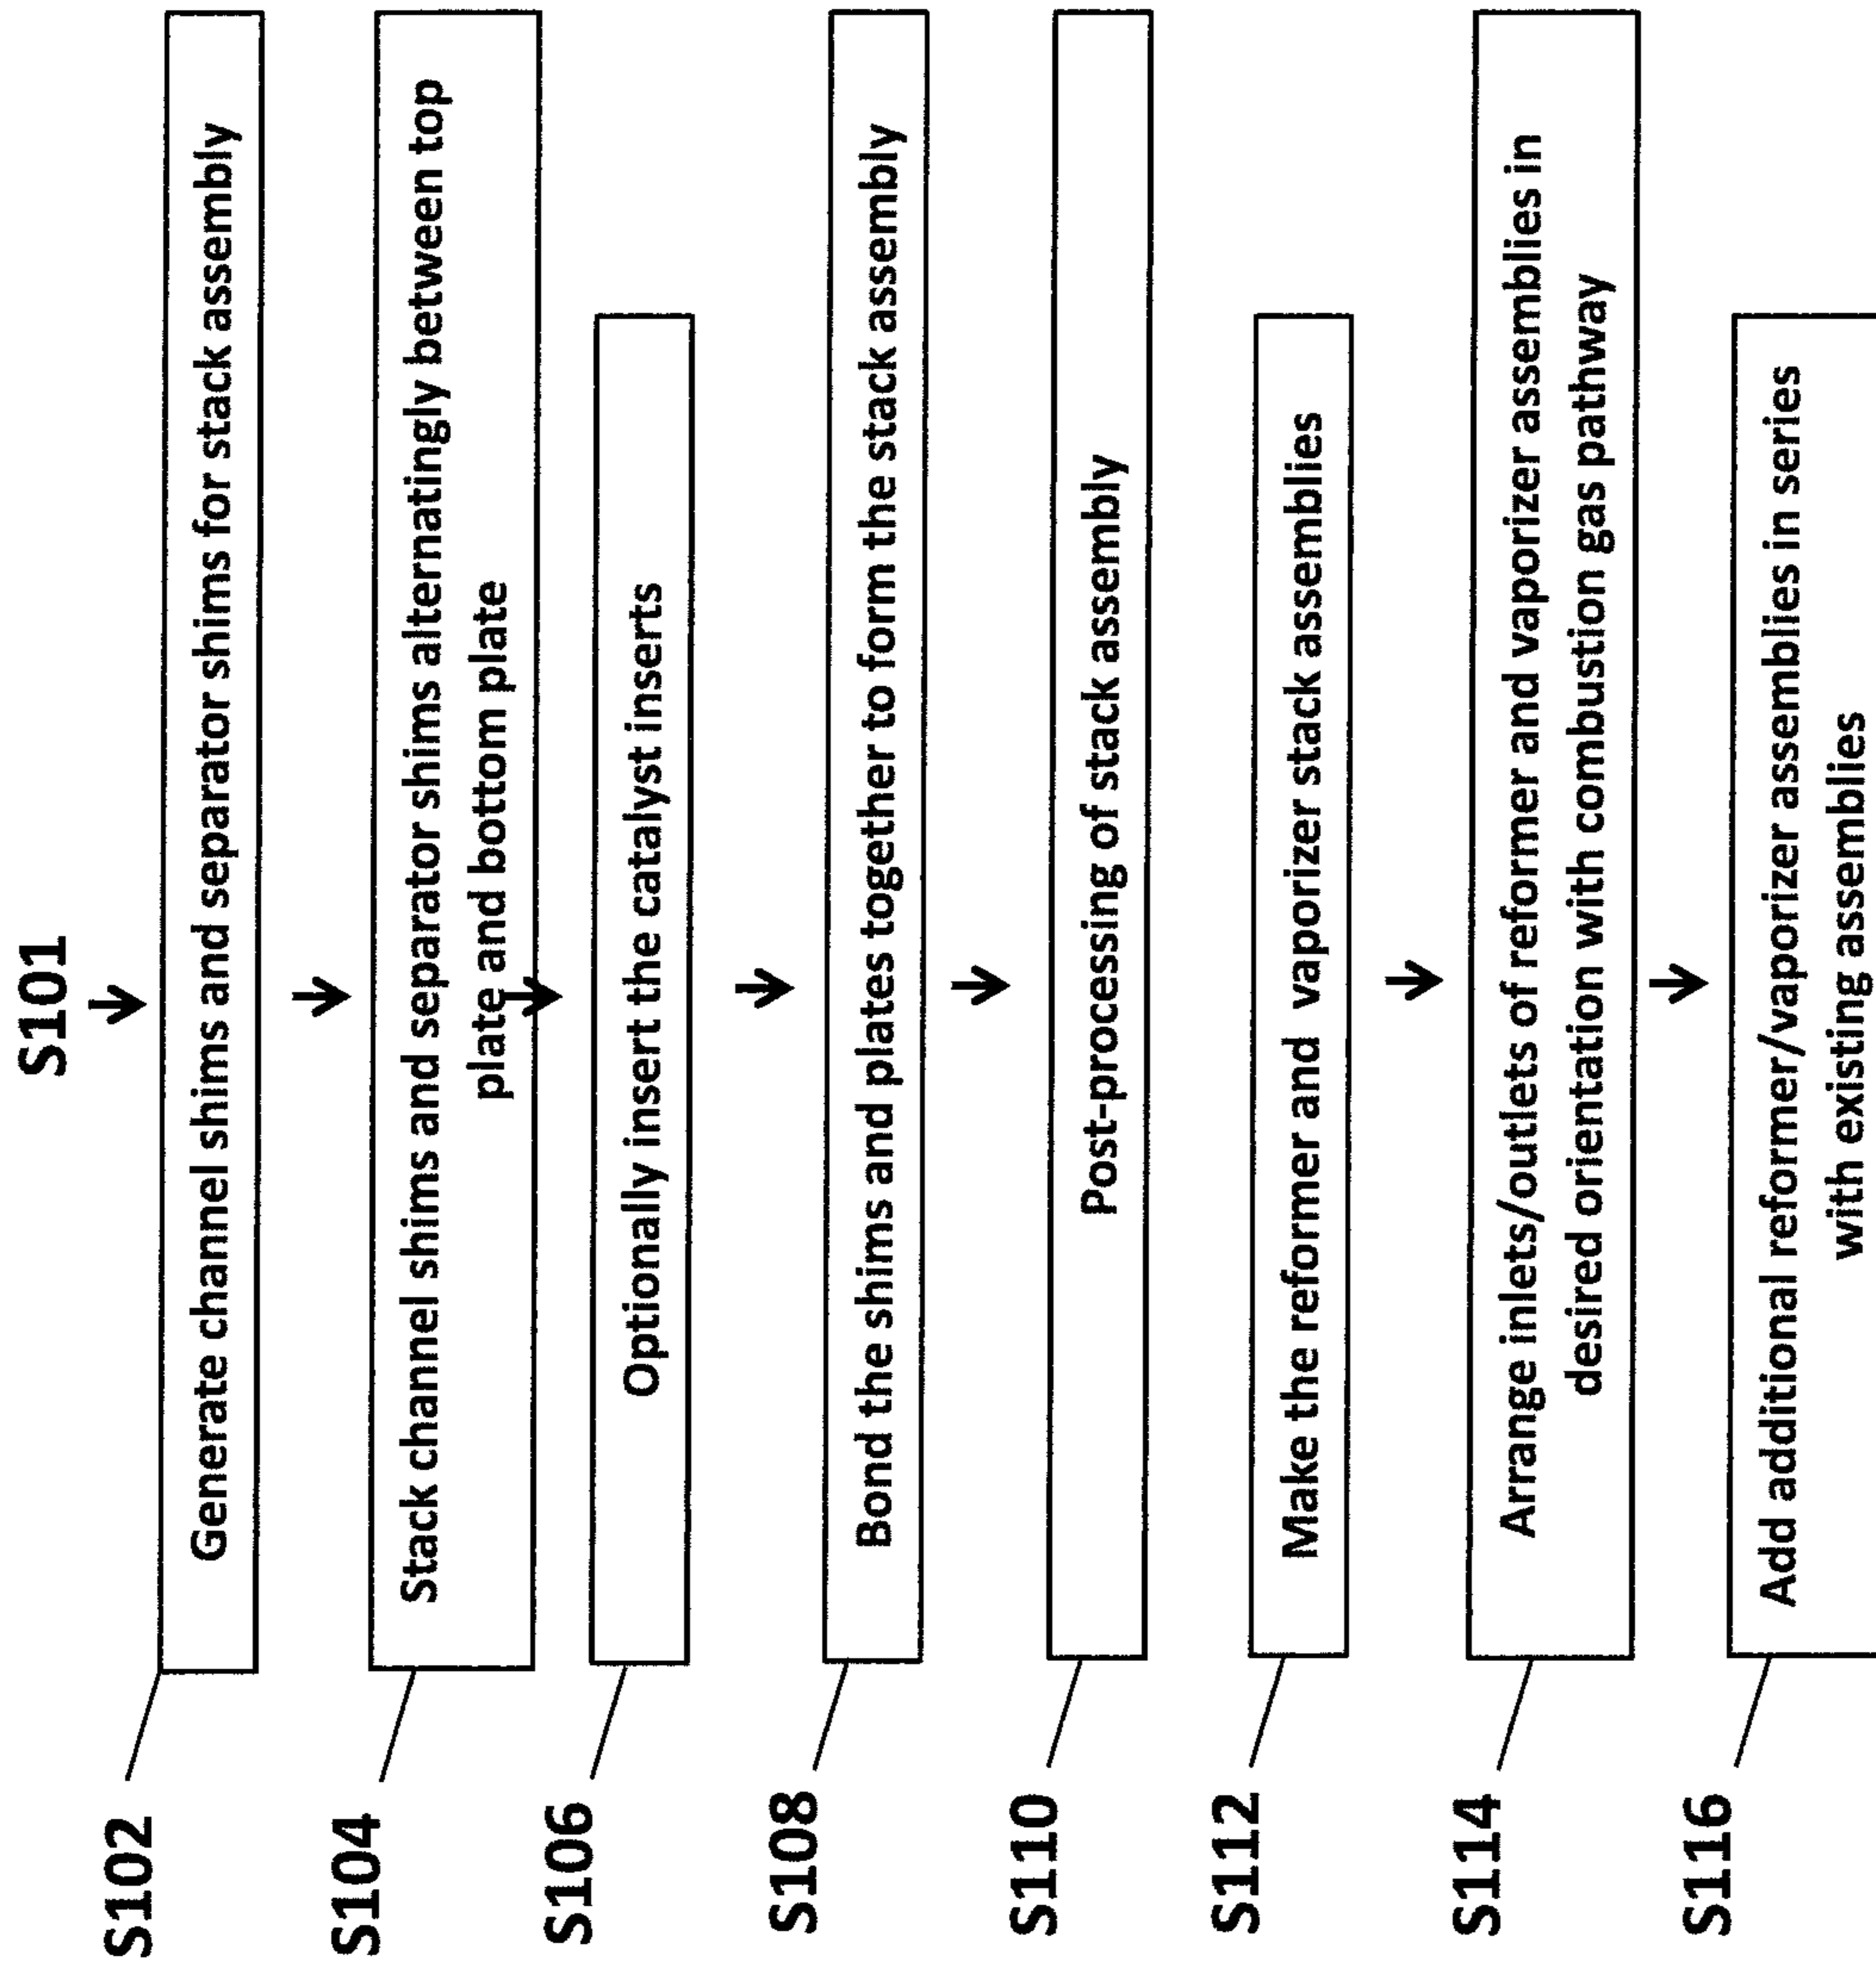 S101
S102
Generate channel shims and separator shims for stack assembly
S104
Stack channel shims and separator shims alternatingly between top
plate and bottom plate
S106
Optionally insert the catalyst inserts
S108
Bond the shims and plates together to form the stack assembly
S110
Post-processing of stack assembly
S112
Make the reformer and vaporizer stack assemblies
S114
Arrange inlets/outlets of reformer and vaporizer assemblies in
desired orientation with combustion gas pathway
S116
Add additional reformer/vaporizer assemblies in series
with existing assemblies